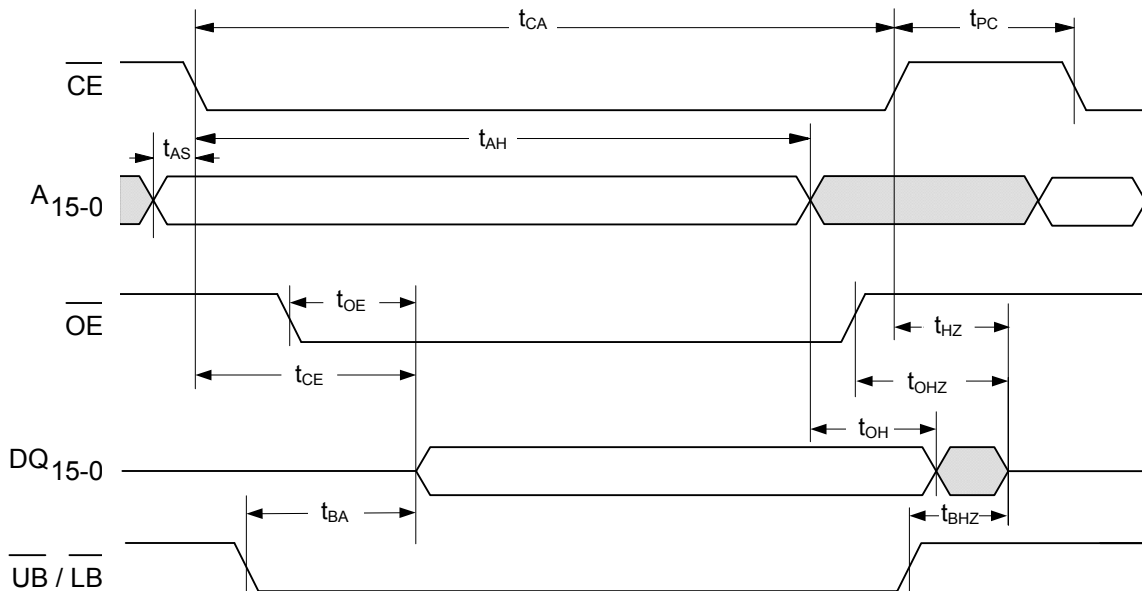 tCA
tPC
CE
tAS
tAH
A15-0
tOE
OE
tHZ
tCE
tOHZ
tOH
DQ15-0
tBA
tBHZ
UB / LB